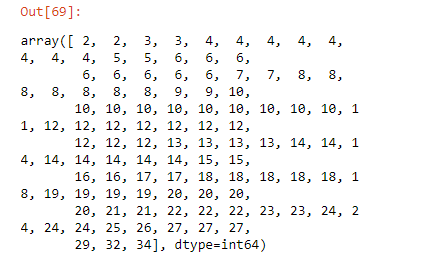 Out[69]:
array([ 2,  2,  3,  3,  4,  4,  4,  4,  4,
4,  4,  4,  5,  5,  6,  6,  6,
        6,  6,  6,  6,  6,  7,  7,  8,  8,
8,  8,  8,  8,  8,  9,  9, 10,
       10, 10, 10, 10, 10, 10, 10, 10, 10, 1
1, 12, 12, 12, 12, 12, 12, 12,
       12, 12, 12, 13, 13, 13, 13, 14, 14, 1
4, 14, 14, 14, 14, 14, 15, 15,
       16, 16, 17, 17, 18, 18, 18, 18, 18, 1
8, 19, 19, 19, 19, 20, 20, 20,
       20, 21, 21, 22, 22, 22, 23, 23, 24, 2
4, 24, 24, 25, 26, 27, 27, 27,
       29, 32, 34], dtype=int64)